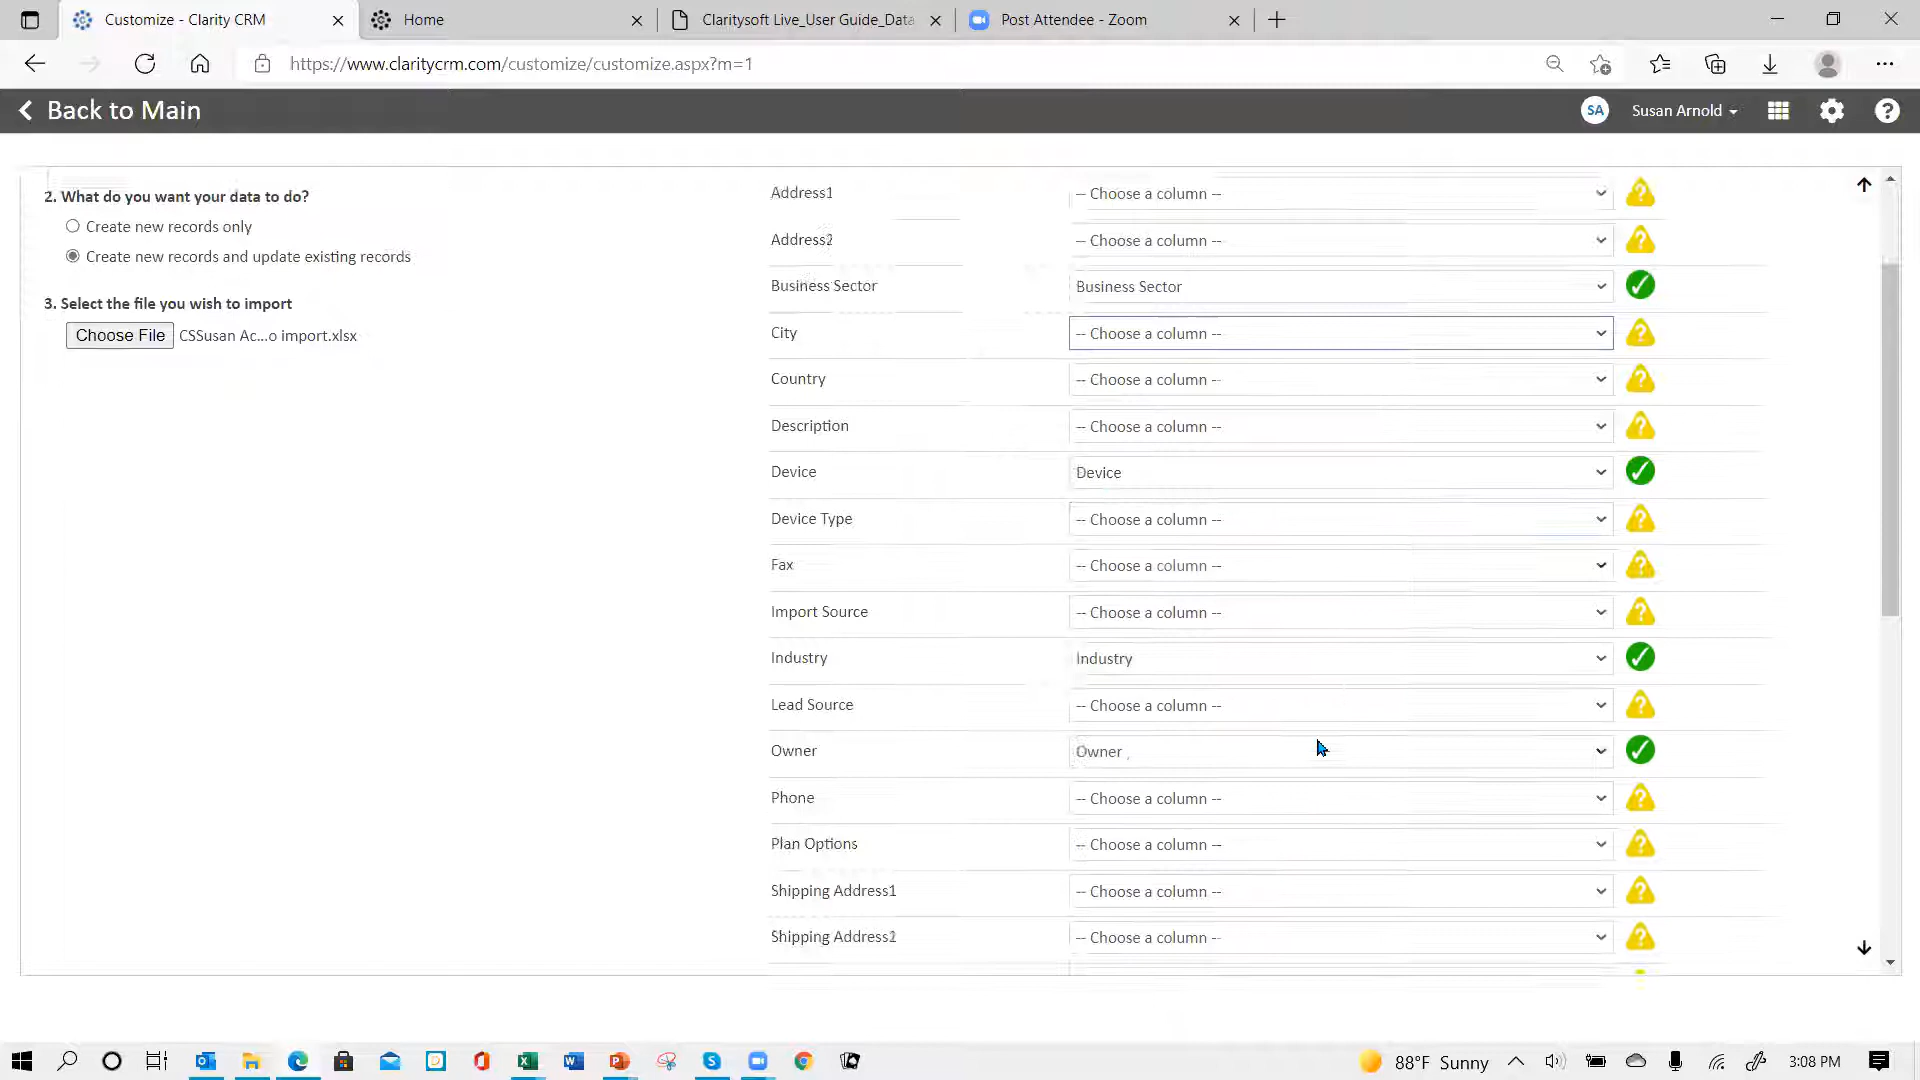 Customize - Clarity CRM
Home
Claritysoft Live_User Guide_Data
Post Attendee - Zoom
https://www.claritycrm.com/customize/customize.aspx?m=1
Back to Main
SA
Susan Arnold
2. What do you want your data to do?
Create new records only
Create new records and update existing records
3. Select the file you wish to import
Choose File CSSusan Ac...o import.xlsx
Address1 -- Choose a column --
Address2 -- Choose a column --
Business Sector Business Sector
City -- Choose a column --
Country -- Choose a column --
Description -- Choose a column --
Device Device
Device Type -- Choose a column --
Fax -- Choose a column --
Import Source -- Choose a column --
Industry Industry
Lead Source -- Choose a column --
Owner Owner
Phone -- Choose a column --
Plan Options -- Choose a column --
Shipping Address1 -- Choose a column --
Shipping Address2 -- Choose a column --
88°F Sunny
3:08 PM